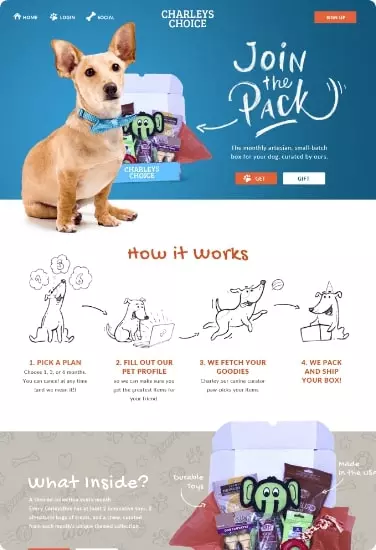 HOME
LOGIN
SOCIAL
CHARLEYS
CHOICE
SIGN UP
JOIN
the
PACK
The monthly artesian, small-batch
box for your dog, curated by ours.
GET
GIFT
CHARLEYS
CHOICE
How it Works
1. PICK A PLAN
Choose 1, 3, or 6 months.
You can cancel at any time
(and we mean it!)
2. FILL OUT OUR
PET PROFILE
so we can make sure you
get the greatest items for
your friend
3. WE FETCH YOUR
GOODIES
Charley our canine curator
paw-picks your items
4. WE PACK
AND SHIP
YOUR BOX!
What Inside?
Durable
Toys
Made
in the USA